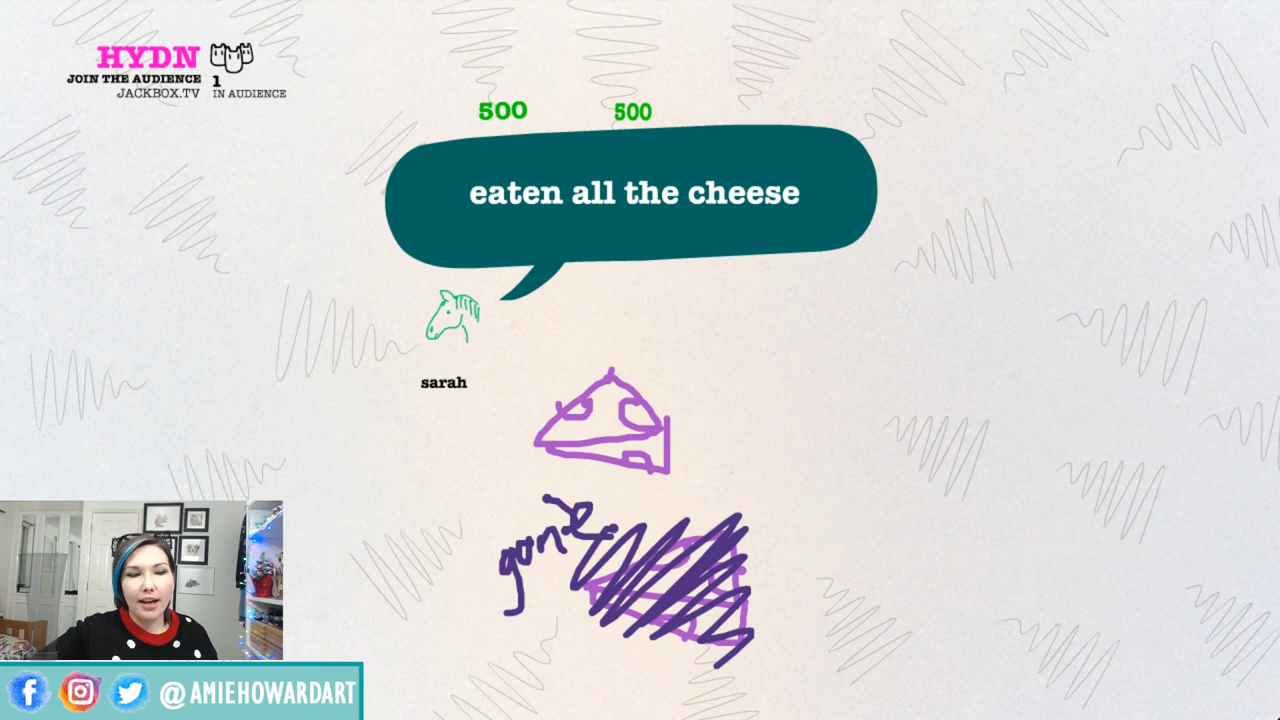 HYDN
JOIN THE AUDIENCE
JACKBOX.TV
1
IN AUDIENCE
500 500
eaten all the cheese
sarah
gone
@AMIEHOWARDART